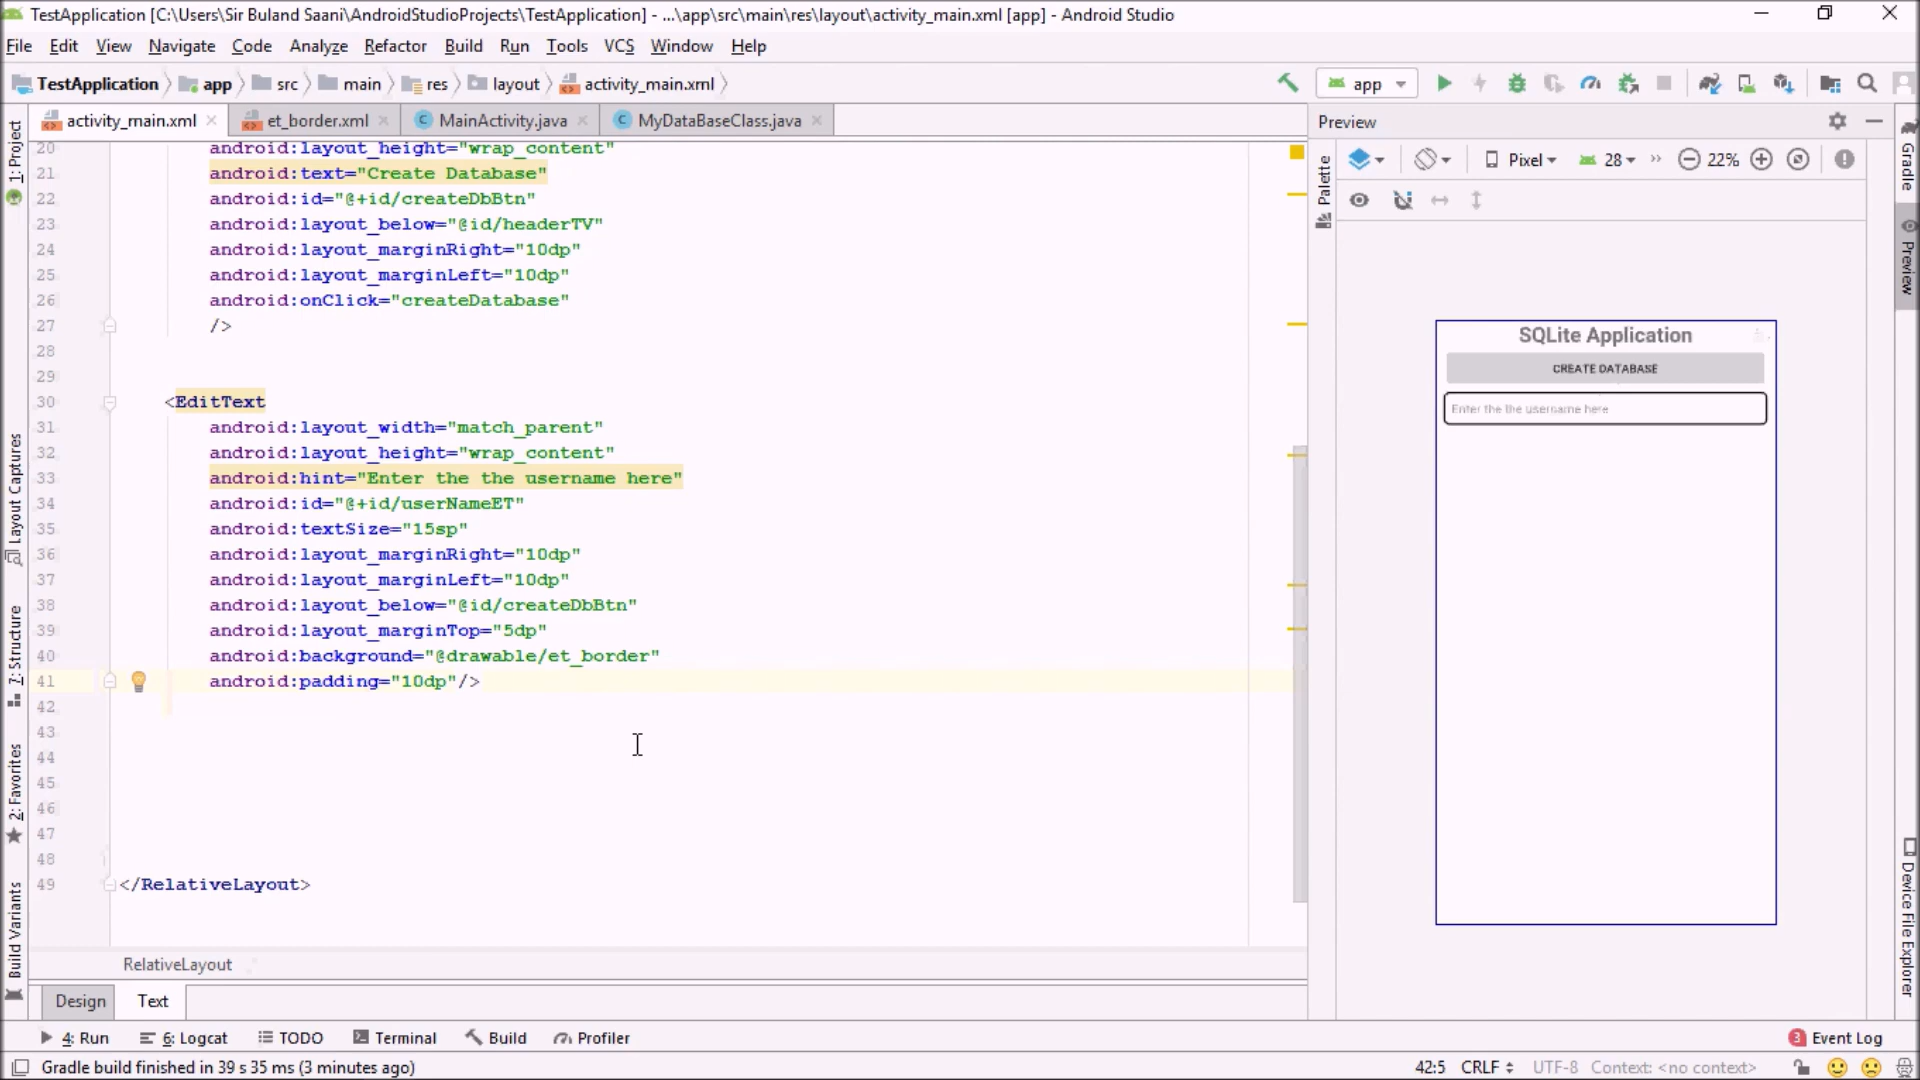 TestApplication [C:\Users\Sir Buland Saani\AndroidStudioProjects\TestApplication] - ...\app\src\main\res\layout\activity_main.xml [app] - Android Studio
File Edit View Navigate Code Analyze Refactor Build Run Tools VCS Window Help
TestApplication app src main res layout activity_main.xml app
activity_main.xml et_border.xml MainActivity.java MyDataBaseClass.java
Preview
Pixel 28 22%
1: Project
Layout Captures
7: Structure
2: Favorites
Build Variants
20 android:layout_height="wrap_content"
21 android:text="Create Database"
22 android:id="@+id/createDbBtn"
23 android:layout_below="@id/headerTV"
24 android:layout_marginRight="10dp"
25 android:layout_marginLeft="10dp"
26 android:onClick="createDatabase"
27 />
28
29
30 <EditText
31 android:layout_width="match_parent"
32 android:layout_height="wrap_content"
33 android:hint="Enter the the username here"
34 android:id="@+id/userNameET"
35 android:textSize="15sp"
36 android:layout_marginRight="10dp"
37 android:layout_marginLeft="10dp"
38 android:layout_below="@id/createDbBtn"
39 android:layout_marginTop="5dp"
40 android:background="@drawable/et_border"
41 android:padding="10dp"/>
42
43
44
45
46
47
48
49 </RelativeLayout>
RelativeLayout
Design Text
Palette
SQLite Application
CREATE DATABASE
Enter the the username here
Gradle
Preview
Device File Explorer
4: Run 6: Logcat TODO Terminal Build Profiler 3 Event Log
Gradle build finished in 39 s 35 ms (3 minutes ago) 42:5 CRLF UTF-8 Context: <no context>